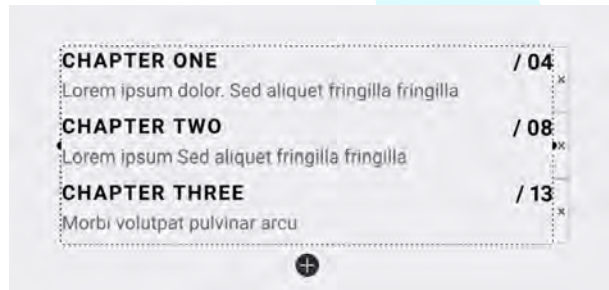 CHAPTER ONE / 04
Lorem ipsum dolor. Sed aliquet fringilla fringilla
CHAPTER TWO / 08
Lorem ipsum Sed aliquet fringilla fringilla
CHAPTER THREE / 13
Morbi volutpat pulvinar arcu